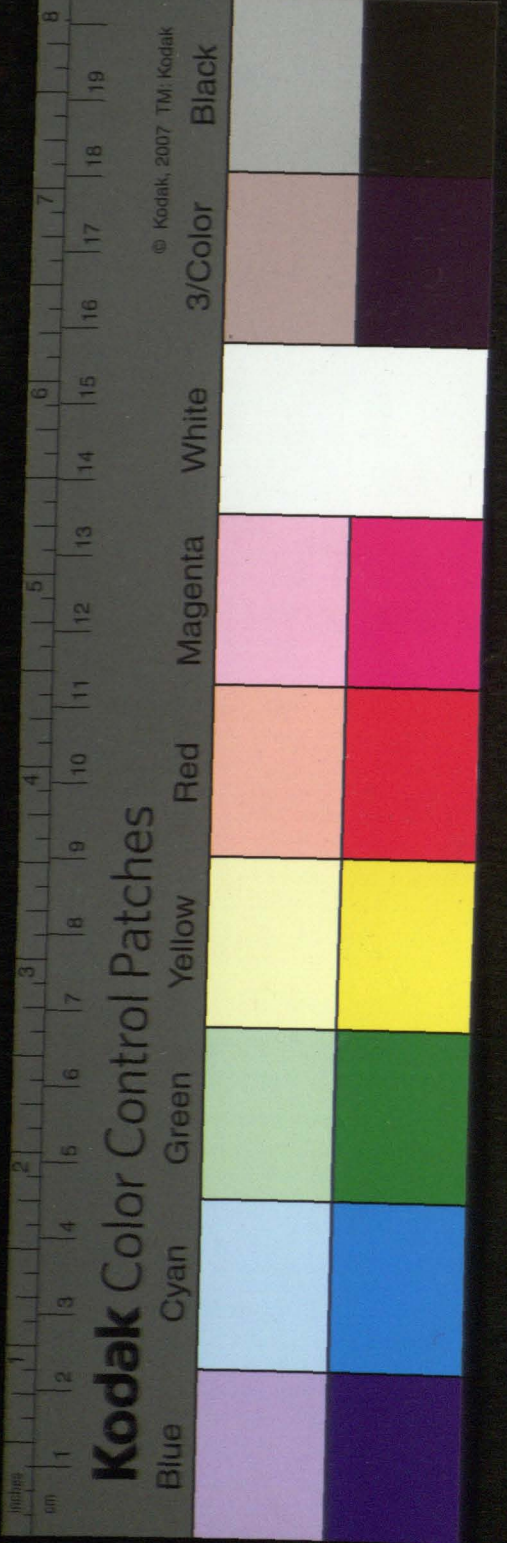 Kodak Color Control Patches
© Kodak, 2007 TM: Kodak
Blue Cyan Green Yellow Red Magenta White 3/Color Black
inches 1 2 3 4 5 6 7 8
cm 1 2 3 4 5 6 7 8 9 10 11 12 13 14 15 16 17 18 19